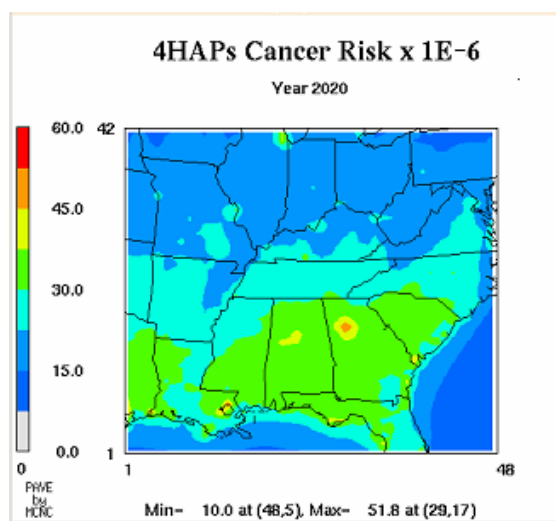 4HAPs Cancer Risk x 1E-6
Year 2020
60.0
45.0
30.0
15.0
0.0
42
1
0
1
48
PAVE
by
MCNC
Min= 10.0 at (48,5), Max= 51.8 at (29,17)